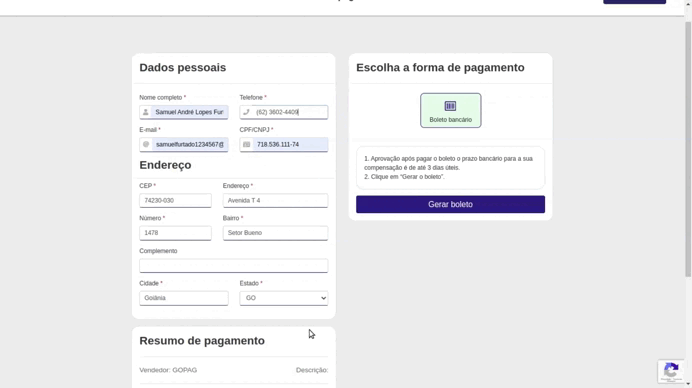 Dados pessoais
Nome completo *
Telefone *
Samuel André Lopes Fur
(62) 3602-4409
E-mail *
CPF/CNPJ *
samuelfurtado1234567@
718.536.111-74
Endereço
CEP *
Endereço *
74230-030
Avenida T 4
Número *
Bairro *
1478
Setor Bueno
Complemento
Cidade *
Estado *
Goiânia
GO
Resumo de pagamento
Vendedor: GOPAG
Descrição:
Escolha a forma de pagamento
Boleto bancário
1. Aprovação após pagar o boleto o prazo bancário para a sua
compensação é de até 3 dias úteis.
2. Clique em "Gerar o boleto".
Gerar boleto